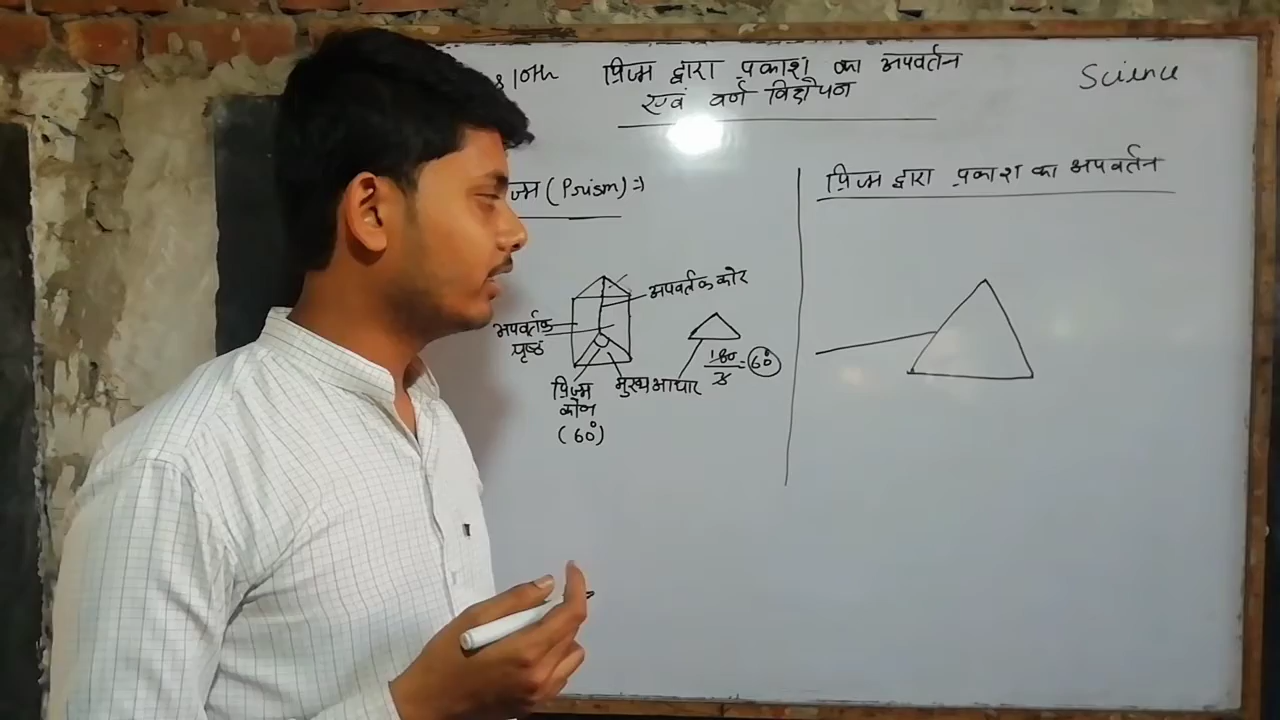 10th
प्रिज्म द्वारा प्रकाश का अपवर्तन
एवं वर्ण विक्षेपण
Science
(Prism) :-)
अपवर्तक कोर
अपवर्तक
पृष्ठ
प्रिज्म
कोण
(60°)
मुख्य आधार
180/3 = 60°
प्रिज्म द्वारा प्रकाश का अपवर्तन